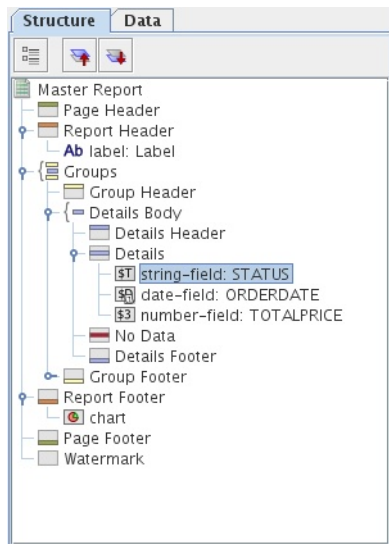 Structure Data
Master Report
Page Header
Report Header
Ab label: Label
Groups
Group Header
Details Body
Details Header
Details
$T string-field: STATUS
date-field: ORDERDATE
$3 number-field: TOTALPRICE
No Data
Details Footer
Group Footer
Report Footer
chart
Page Footer
Watermark